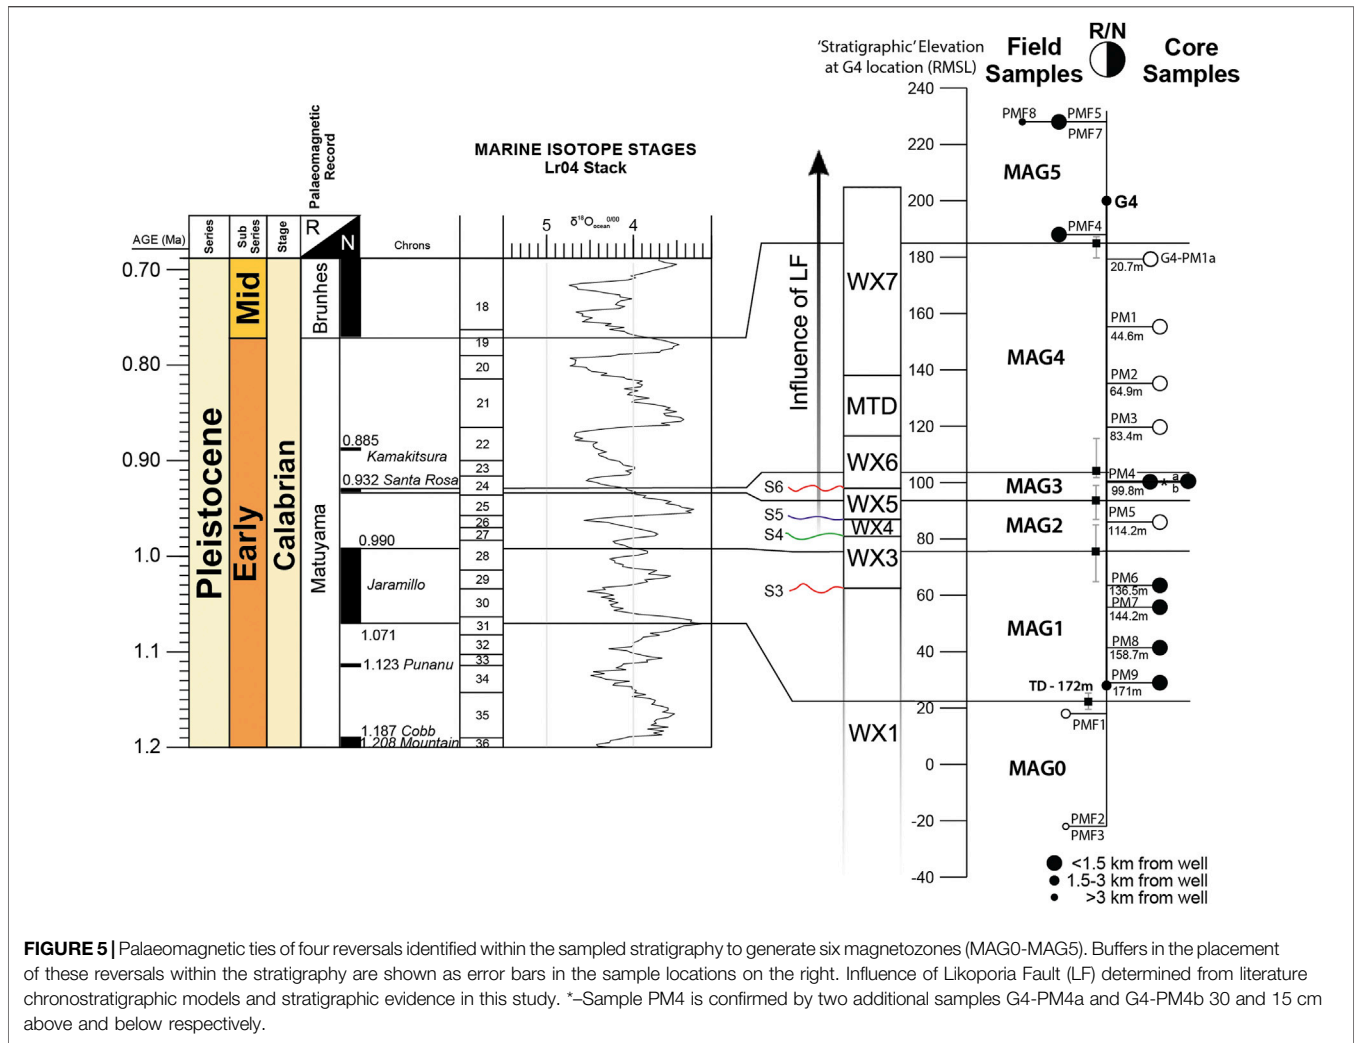 'Stratigraphic' Elevation
at G4 location (RMSL)
Field
Samples
R/N
Core
Samples
Palaeomagnetic
Record
MARINE ISOTOPE STAGES
Lr04 Stack
AGE (Ma)
Series
Sub
Series
Stage
R
N
Chrons
5
δ18Oocean0/00
4
0.70
0.80
0.90
1.0
1.1
1.2
Pleistocene
Mid
Early
Calabrian
Brunhes
Matuyama
0.885
Kamakitsura
0.932 Santa Rosa
0.990
Jaramillo
1.071
1.123 Punanu
1.187 Cobb
1.208 Mountain
18
19
20
21
22
23
24
25
26
27
28
29
30
31
32
33
34
35
36
Influence of LF
S6
S5
S4
S3
WX7
MTD
WX6
WX5
WX4
WX3
WX1
240
220
200
180
160
140
120
100
80
60
40
20
0
-20
-40
PMF8
PMF5
PMF7
MAG5
G4
PMF4
G4-PM1a
20.7m
PM1
44.6m
MAG4
PM2
64.9m
PM3
83.4m
PM4
a
MAG3
99.8m
*
b
PM5
MAG2
114.2m
PM6
136.5m
PM7
144.2m
MAG1
PM8
158.7m
PM9
TD - 172m
171m
PMF1
MAG0
PMF2
PMF3
<1.5 km from well
1.5-3 km from well
>3 km from well
FIGURE 5 | Palaeomagnetic ties of four reversals identified within the sampled stratigraphy to generate six magnetozones (MAG0-MAG5). Buffers in the placement
of these reversals within the stratigraphy are shown as error bars in the sample locations on the right. Influence of Likoporia Fault (LF) determined from literature
chronostratigraphic models and stratigraphic evidence in this study. *–Sample PM4 is confirmed by two additional samples G4-PM4a and G4-PM4b 30 and 15 cm
above and below respectively.